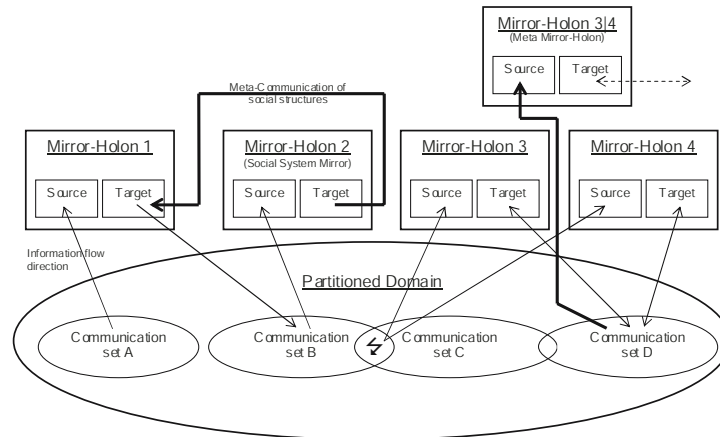 Mirror-Holon 3|4
(Meta Mirror-Holon)
Source
Target
Meta-Communication of
social structures
Mirror-Holon 1
Source
Target
Mirror-Holon 2
(Social System Mirror)
Source
Target
Mirror-Holon 3
Source
Target
Mirror-Holon 4
Source
Target
Information flow
direction
Partitioned Domain
Communication
set A
Communication
set B
Communication
set C
Communication
set D